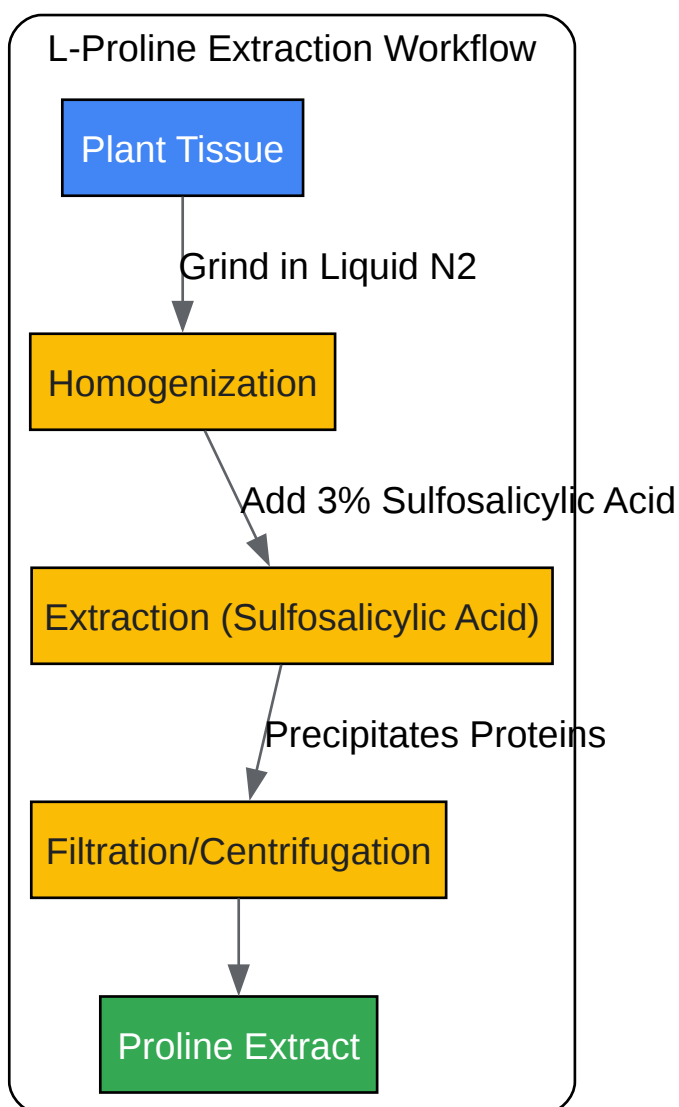 L-Proline Extraction Workflow
Plant Tissue
Grind in Liquid N2
Homogenization
Add 3% Sulfosalicylic Acid
Extraction (Sulfosalicylic Acid)
Precipitates Proteins
Filtration/Centrifugation
Proline Extract